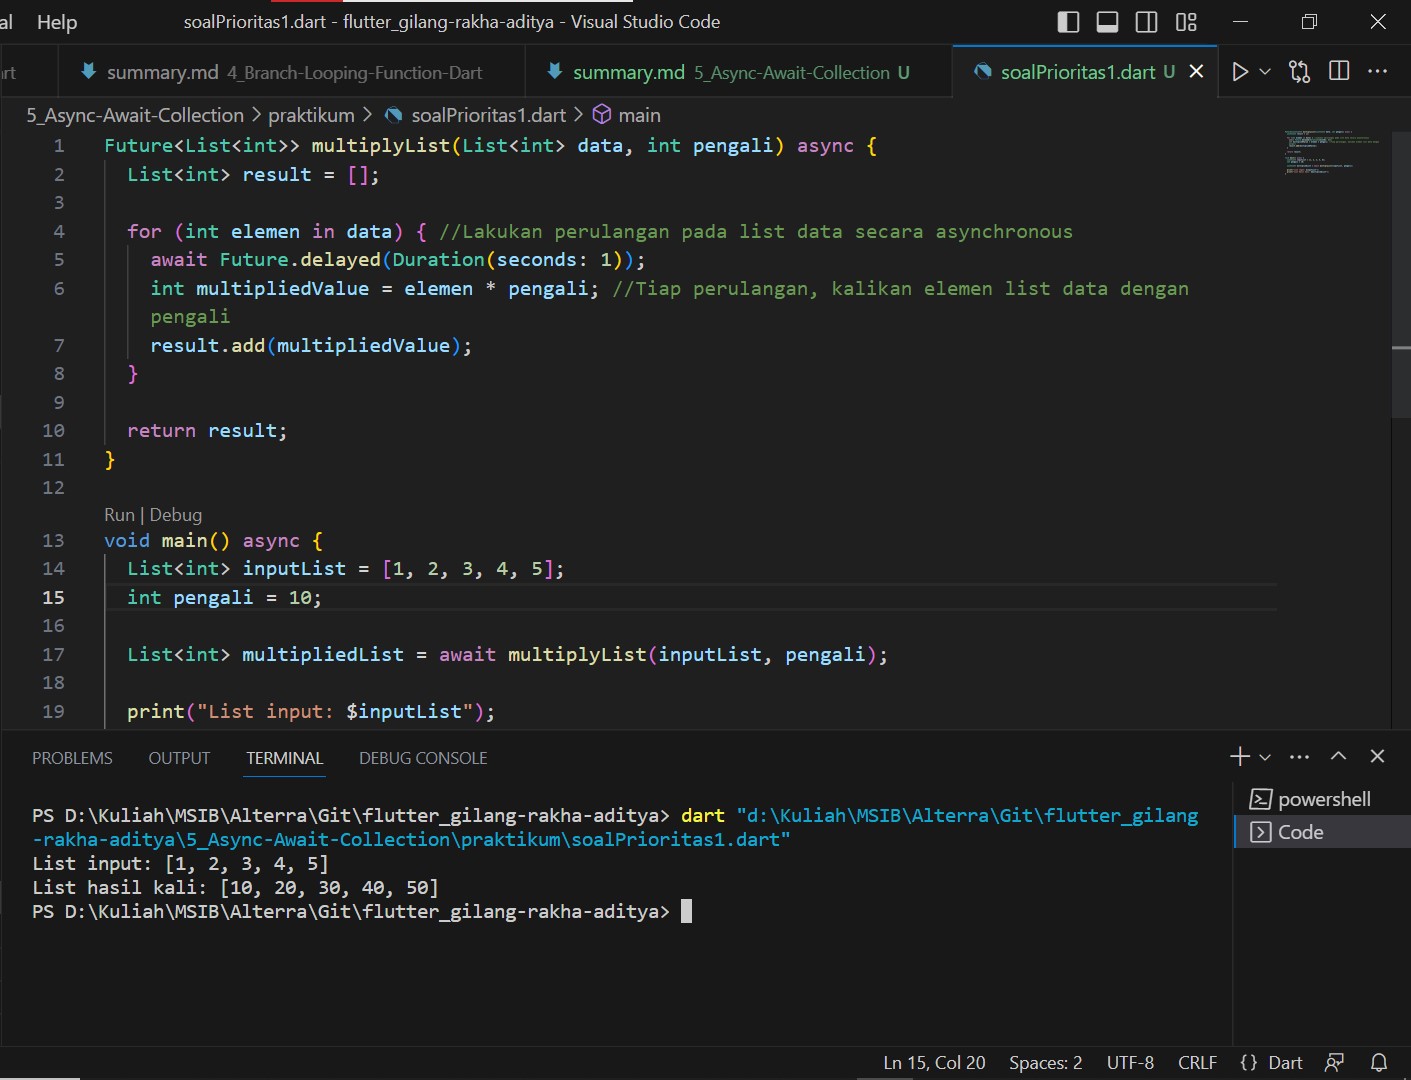 al Help soalPrioritas1.dart - flutter_gilang-rakha-aditya - Visual Studio Code
rt summary.md 4_Branch-Looping-Function-Dart summary.md 5_Async-Await-Collection U soalPrioritas1.dart U
5_Async-Await-Collection > praktikum > soalPrioritas1.dart > main
1 Future<List<int>> multiplyList(List<int> data, int pengali) async {
2 List<int> result = [];
3
4 for (int elemen in data) { //Lakukan perulangan pada list data secara asynchronous
5 await Future.delayed(Duration(seconds: 1));
6 int multipliedValue = elemen * pengali; //Tiap perulangan, kalikan elemen list data dengan
pengali
7 result.add(multipliedValue);
8 }
9
10 return result;
11 }
12
Run | Debug
13 void main() async {
14 List<int> inputList = [1, 2, 3, 4, 5];
15 int pengali = 10;
16
17 List<int> multipliedList = await multiplyList(inputList, pengali);
18
19 print("List input: $inputList");
PROBLEMS OUTPUT TERMINAL DEBUG CONSOLE
PS D:\Kuliah\MSIB\Alterra\Git\flutter_gilang-rakha-aditya> dart "d:\Kuliah\MSIB\Alterra\Git\flutter_gilang
-rakha-aditya\5_Async-Await-Collection\praktikum\soalPrioritas1.dart"
List input: [1, 2, 3, 4, 5]
List hasil kali: [10, 20, 30, 40, 50]
PS D:\Kuliah\MSIB\Alterra\Git\flutter_gilang-rakha-aditya>
powershell
Code
Ln 15, Col 20 Spaces: 2 UTF-8 CRLF {} Dart